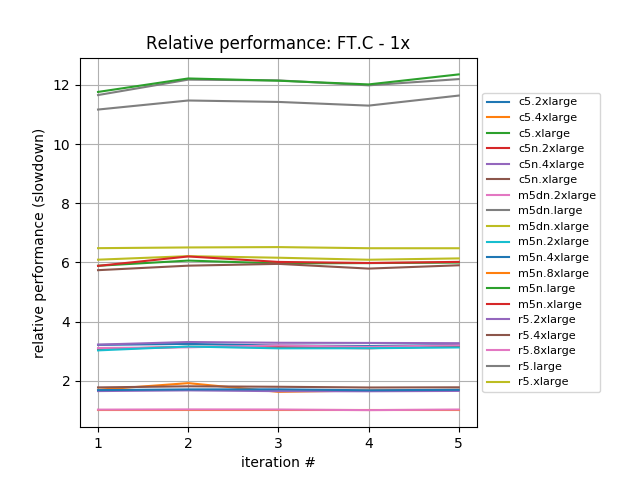 Relative performance: FT.C - 1x
relative performance (slowdown)
12
10
8
6
4
2
1
2
3
4
5
iteration #
c5.2xlarge
c5.4xlarge
c5.xlarge
c5n.2xlarge
c5n.4xlarge
c5n.xlarge
m5dn.2xlarge
m5dn.large
m5dn.xlarge
m5n.2xlarge
m5n.4xlarge
m5n.8xlarge
m5n.large
m5n.xlarge
r5.2xlarge
r5.4xlarge
r5.8xlarge
r5.large
r5.xlarge